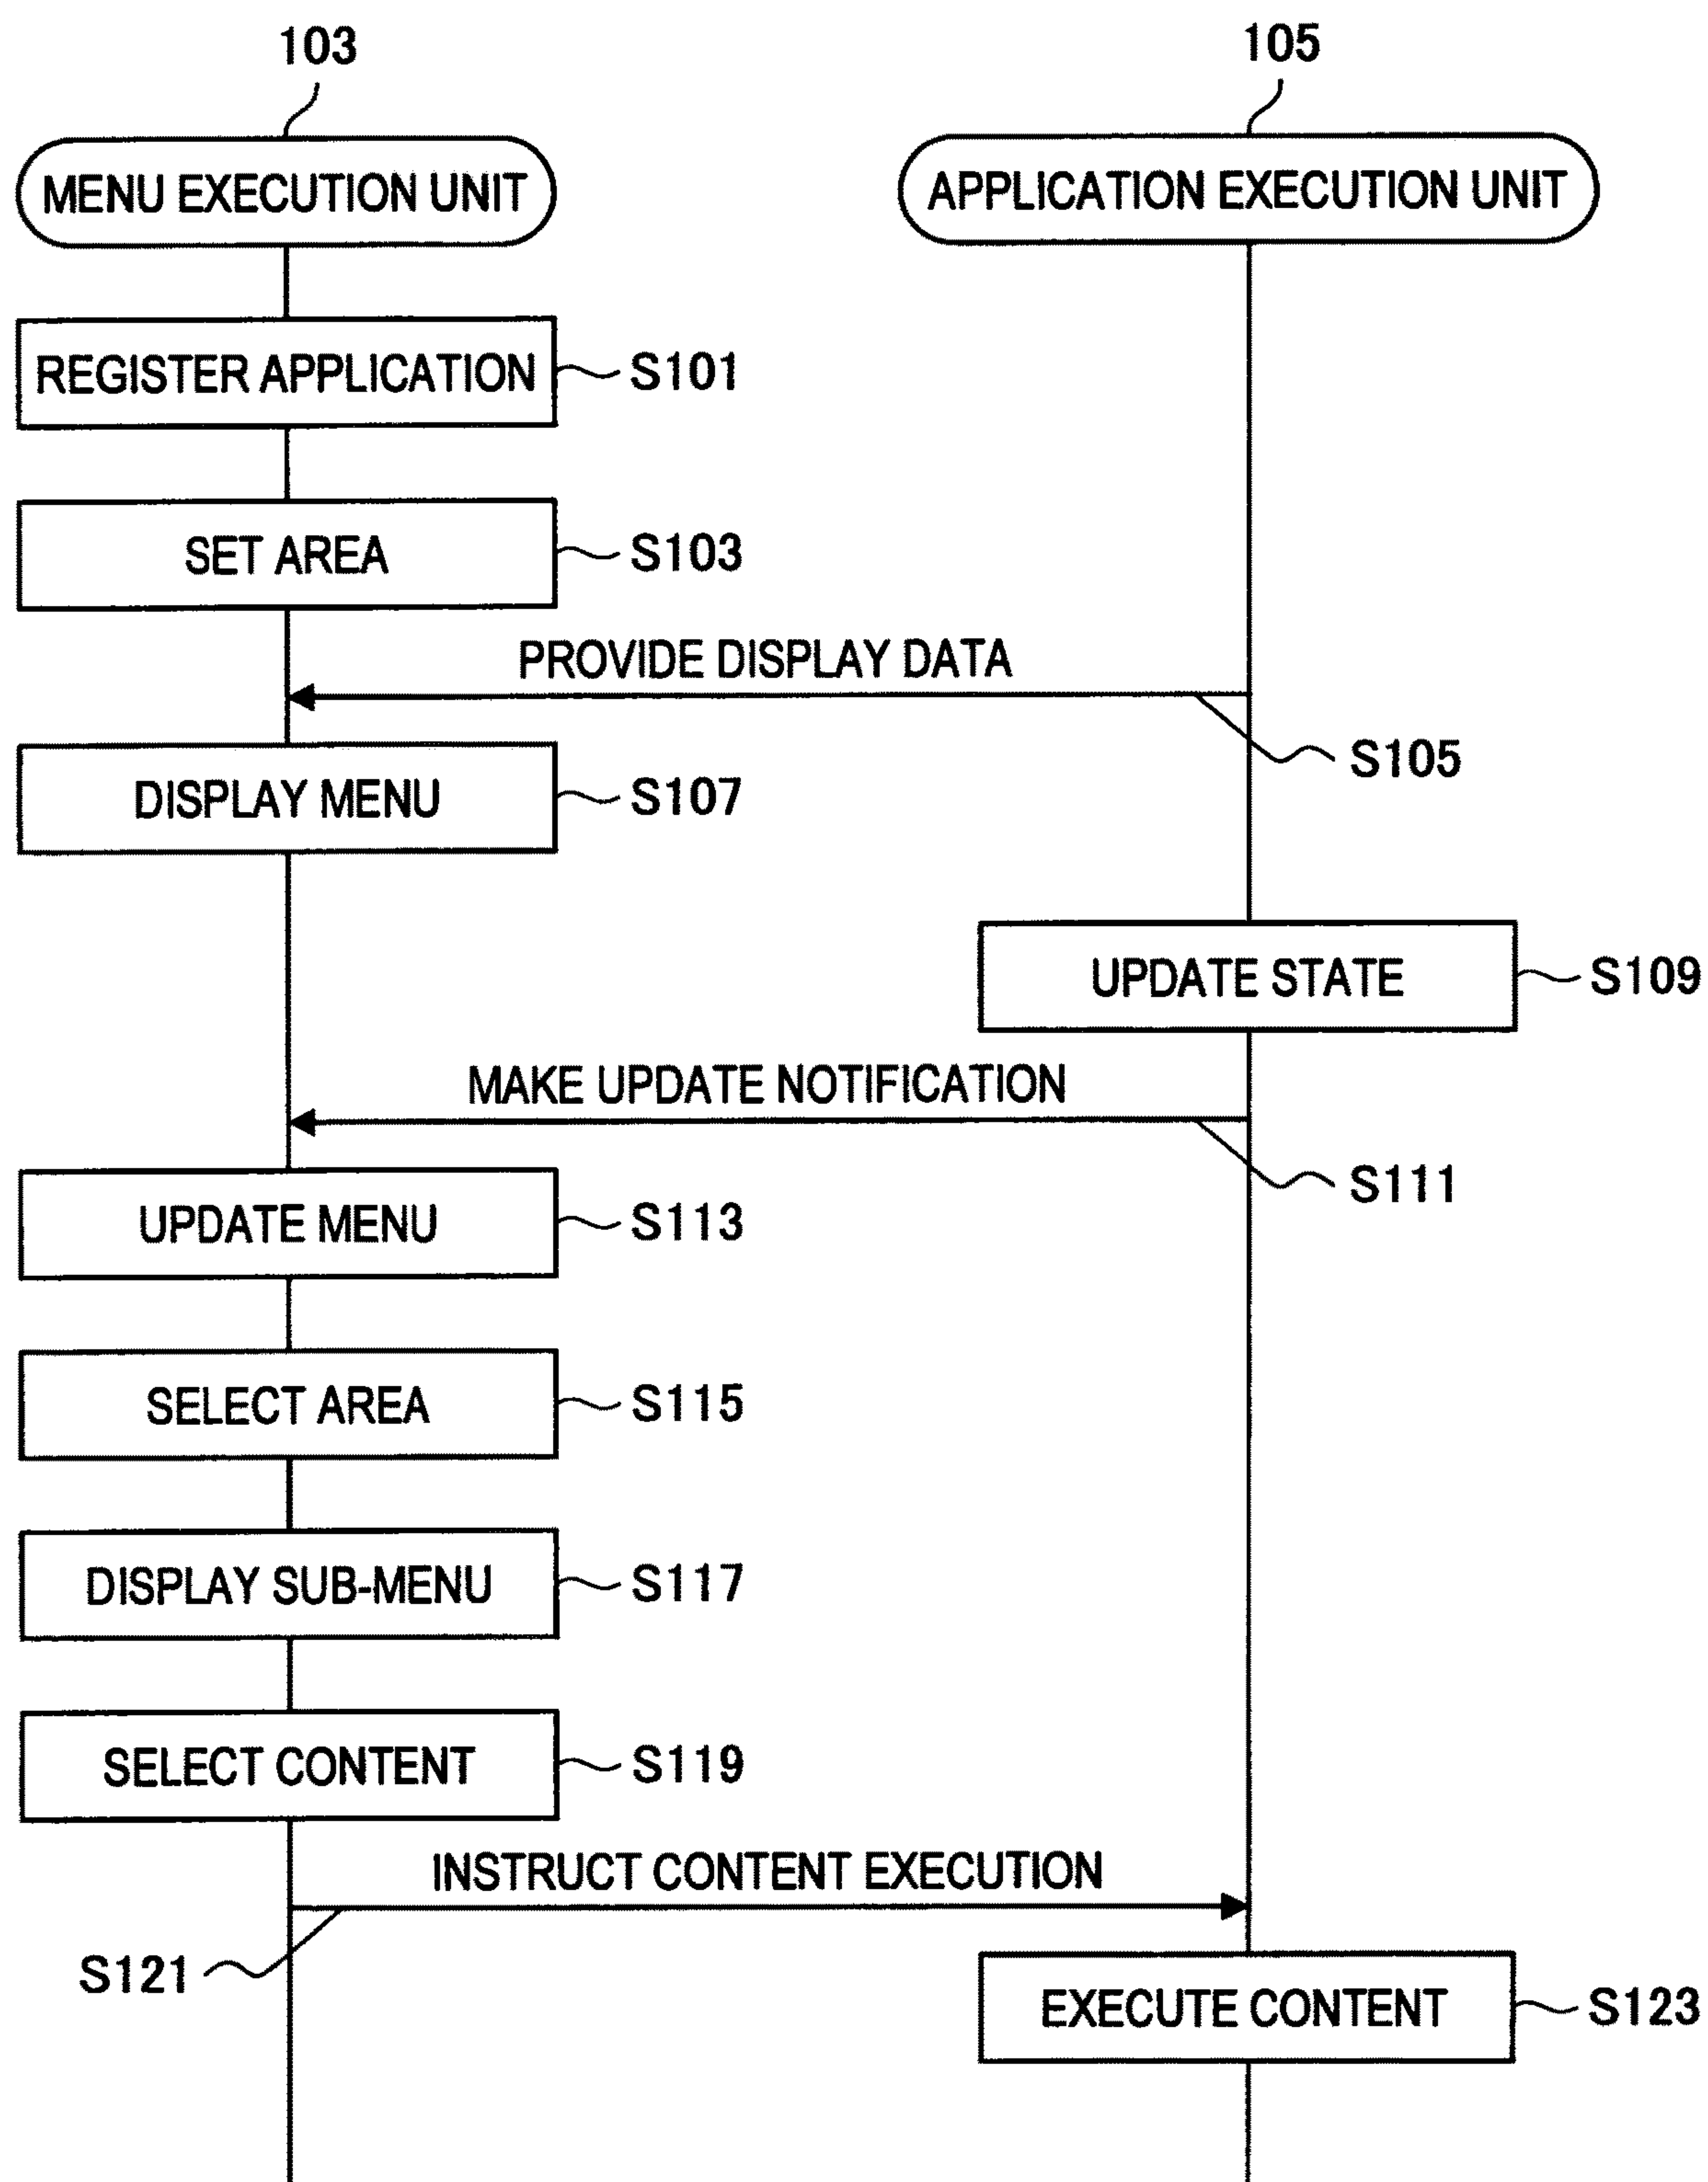 103
105
MENU EXECUTION UNIT
APPLICATION EXECUTION UNIT
REGISTER APPLICATION
S101
SET AREA
S103
PROVIDE DISPLAY DATA
S105
DISPLAY MENU
S107
UPDATE STATE
S109
MAKE UPDATE NOTIFICATION
S111
UPDATE MENU
S113
SELECT AREA
S115
DISPLAY SUB-MENU
S117
SELECT CONTENT
S119
INSTRUCT CONTENT EXECUTION
S121
EXECUTE CONTENT
S123